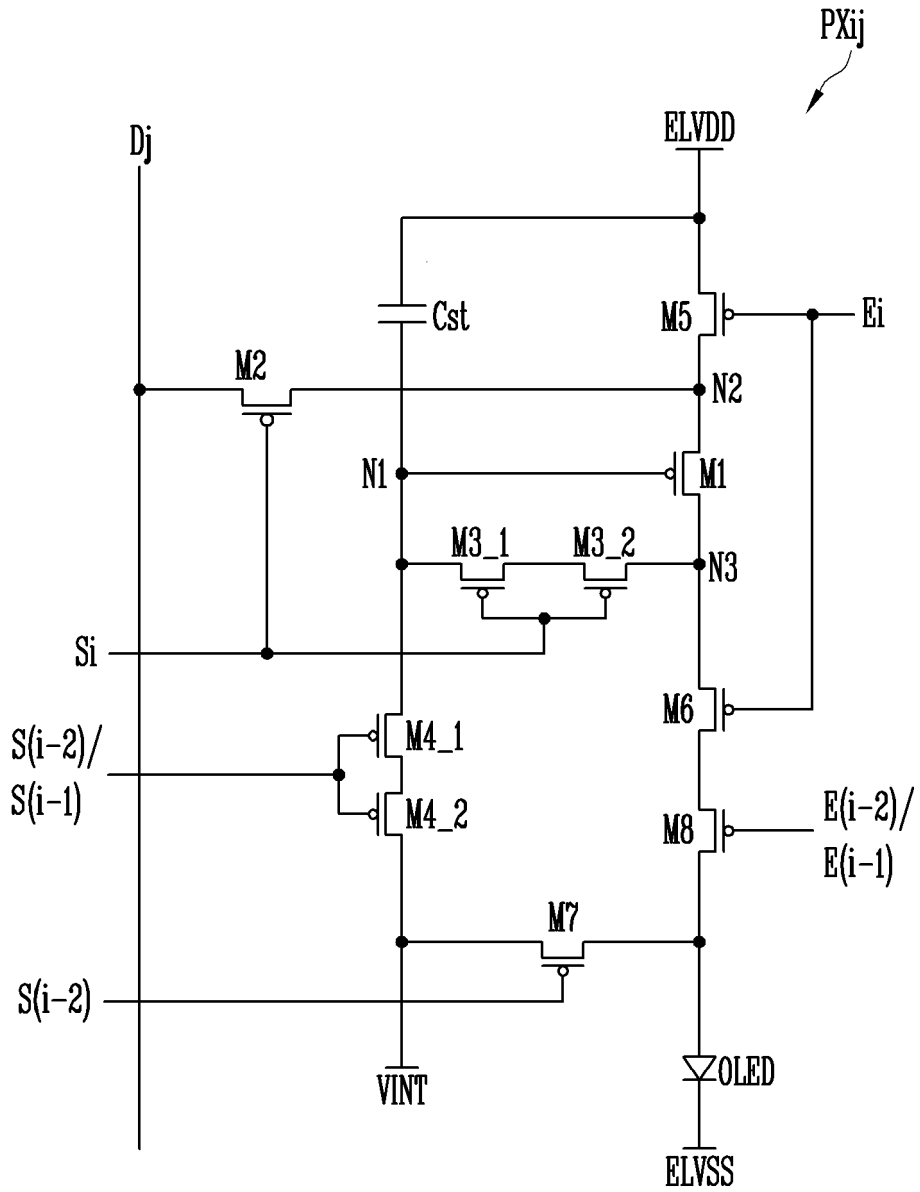 PXij
Dj
ELVDD
Cst
M5
Ei
M2
N2
N1
M1
M3_1
M3_2
N3
Si
M6
S(i-2)/
S(i-1)
M4_1
M4_2
M8
E(i-2)/
E(i-1)
M7
S(i-2)
VINT
OLED
ELVSS